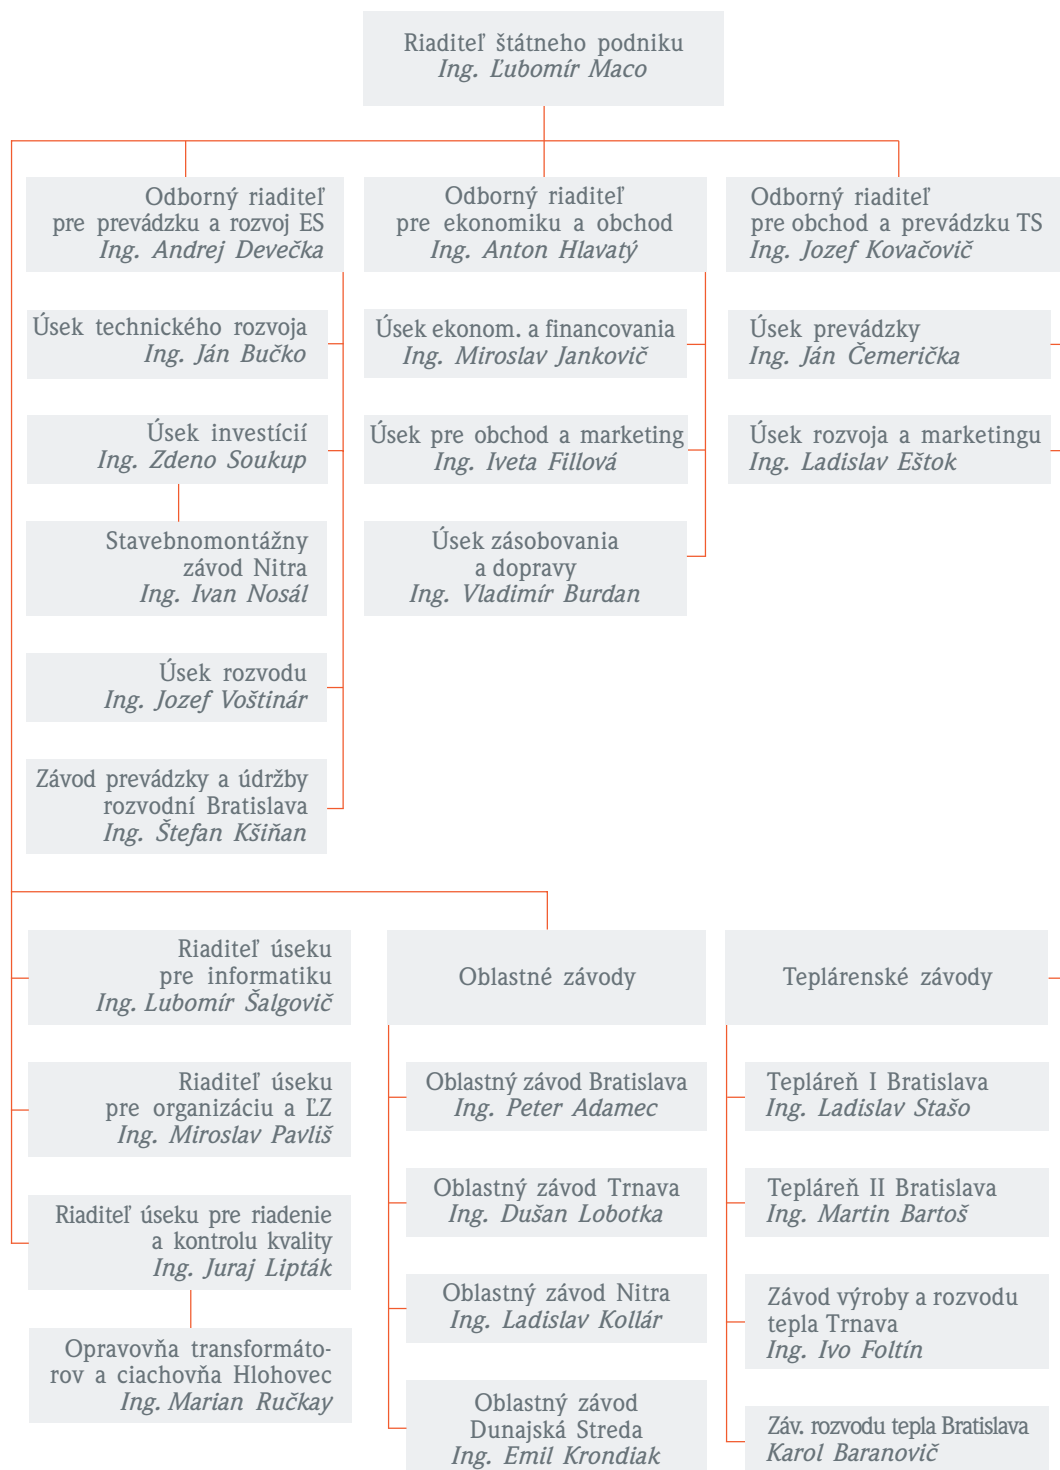 Riaditeľ štátneho podniku
Ing. Ľubomír Maco
Odborný riaditeľ
pre prevádzku a rozvoj ES
Ing. Andrej Devečka
Odborný riaditeľ
pre ekonomiku a obchod
Ing. Anton Hlavatý
Odborný riaditeľ
pre obchod a prevádzku TS
Ing. Jozef Kovačovič
Úsek technického rozvoja
Ing. Ján Bučko
Úsek ekonom. a financovania
Ing. Miroslav Jankovič
Úsek prevádzky
Ing. Ján Čemerička
Úsek investícií
Ing. Zdeno Soukup
Úsek pre obchod a marketing
Ing. Iveta Fillová
Úsek rozvoja a marketingu
Ing. Ladislav Eštok
Stavebnomontážny
závod Nitra
Ing. Ivan Nosál
Úsek zásobovania
a dopravy
Ing. Vladimír Burdan
Úsek rozvodu
Ing. Jozef Voštinár
Závod prevádzky a údržby
rozvodní Bratislava
Ing. Štefan Kšiňan
Riaditeľ úseku
pre informatiku
Ing. Lubomír Šalgovič
Oblastné závody
Teplárenské závody
Riaditeľ úseku
pre organizáciu a ĽZ
Ing. Miroslav Pavliš
Oblastný závod Bratislava
Ing. Peter Adamec
Tepláreň I Bratislava
Ing. Ladislav Stašo
Riaditeľ úseku pre riadenie
a kontrolu kvality
Ing. Juraj Lipták
Oblastný závod Trnava
Ing. Dušan Lobotka
Tepláreň II Bratislava
Ing. Martin Bartoš
Oblastný závod Nitra
Ing. Ladislav Kollár
Závod výroby a rozvodu
tepla Trnava
Ing. Ivo Foltín
Opravovňa transformáto-
rov a ciachovňa Hlohovec
Ing. Marian Ručkay
Oblastný závod
Dunajská Streda
Ing. Emil Krondiak
Záv. rozvodu tepla Bratislava
Karol Baranovič